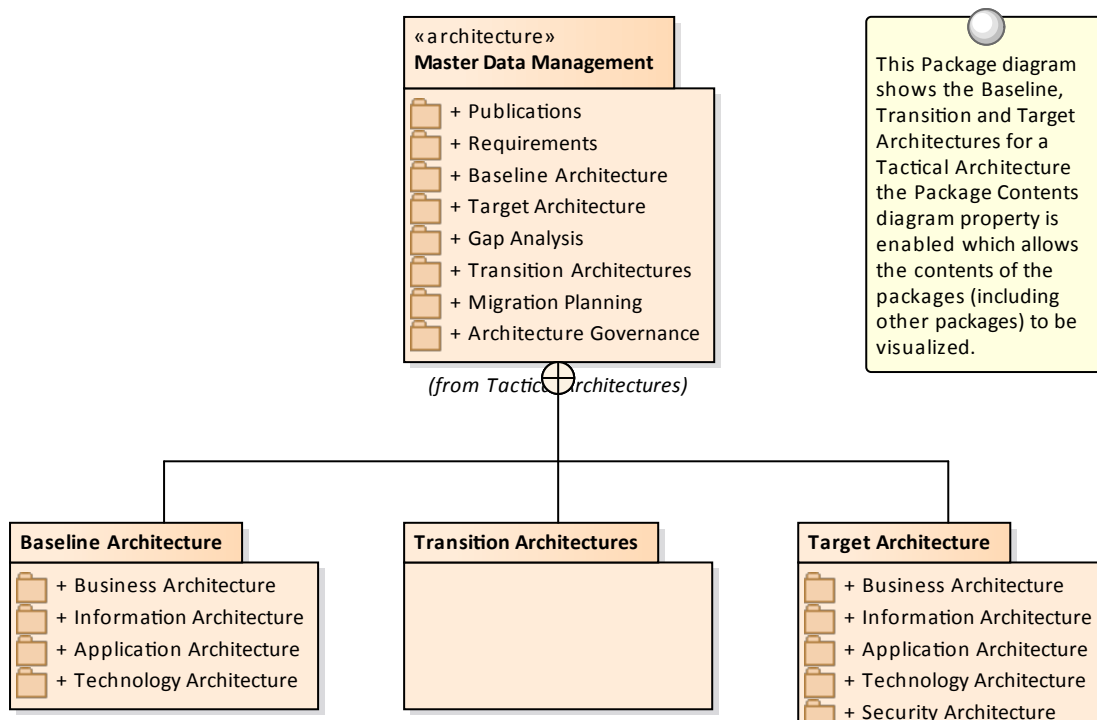 «architecture»
Master Data Management
+ Publications
+ Requirements
+ Baseline Architecture
+ Target Architecture
+ Gap Analysis
+ Transition Architectures
+ Migration Planning
+ Architecture Governance
(from Tactical Architectures)
This Package diagram
shows the Baseline,
Transition and Target
Architectures for a
Tactical Architecture
the Package Contents
diagram property is
enabled which allows
the contents of the
packages (including
other packages) to be
visualized.
Baseline Architecture
+ Business Architecture
+ Information Architecture
+ Application Architecture
+ Technology Architecture
Transition Architectures
Target Architecture
+ Business Architecture
+ Information Architecture
+ Application Architecture
+ Technology Architecture
+ Security Architecture